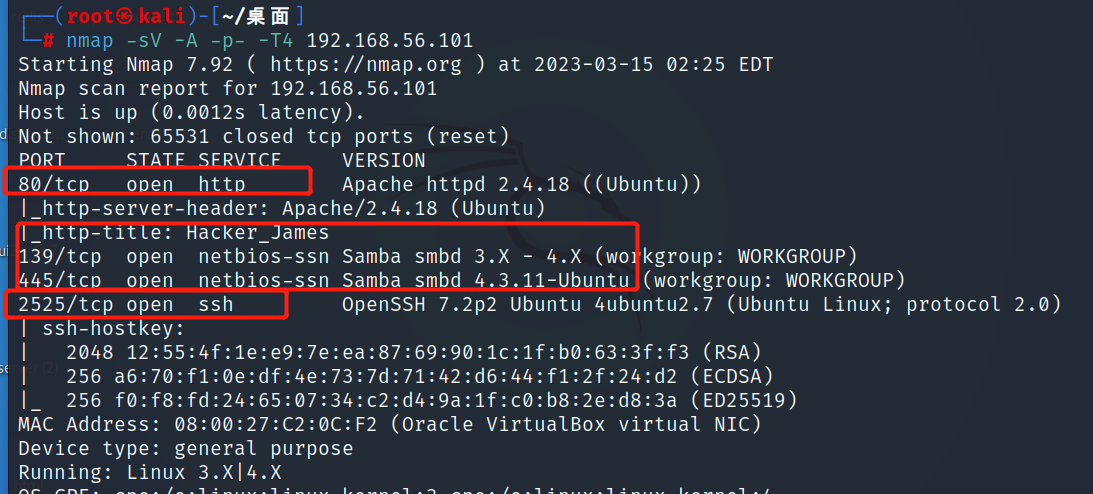 ┌──(root㉿kali)-[~/桌面]
└─# nmap -sV -A -p- -T4 192.168.56.101
Starting Nmap 7.92 ( https://nmap.org ) at 2023-03-15 02:25 EDT
Nmap scan report for 192.168.56.101
Host is up (0.0012s latency).
Not shown: 65531 closed tcp ports (reset)
PORT     STATE SERVICE     VERSION
80/tcp   open  http        Apache httpd 2.4.18 ((Ubuntu))
|_http-server-header: Apache/2.4.18 (Ubuntu)
|_http-title: Hacker_James
139/tcp  open  netbios-ssn Samba smbd 3.X - 4.X (workgroup: WORKGROUP)
445/tcp  open  netbios-ssn Samba smbd 4.3.11-Ubuntu (workgroup: WORKGROUP)
2525/tcp open  ssh         OpenSSH 7.2p2 Ubuntu 4ubuntu2.7 (Ubuntu Linux; protocol 2.0)
| ssh-hostkey:
|   2048 12:55:4f:1e:e9:7e:ea:87:69:90:1c:1f:b0:63:3f:f3 (RSA)
|   256 a6:70:f1:0e:df:4e:73:7d:71:42:d6:44:f1:2f:24:d2 (ECDSA)
|_  256 f0:f8:fd:24:65:07:34:c2:d4:9a:1f:c0:b8:2e:d8:3a (ED25519)
MAC Address: 08:00:27:C2:0C:F2 (Oracle VirtualBox virtual NIC)
Device type: general purpose
Running: Linux 3.X|4.X